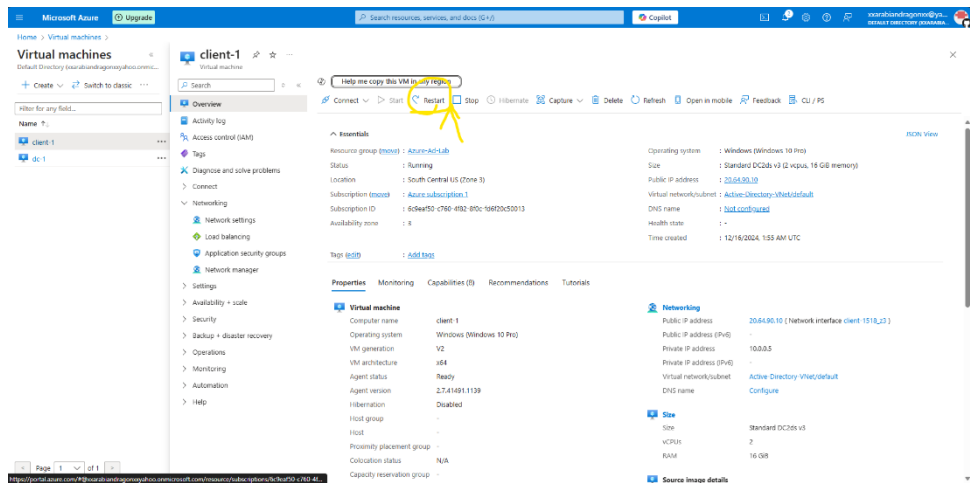 Microsoft Azure
Upgrade
Search resources, services, and docs (G+/)
Copilot
xxarabiandragonxx@ya...
Home > Virtual machines >
Virtual machines
Create
Switch to classic
Filter for any field...
Name ↑
client-1
dc-1
Page 1 of 1
client-1
Virtual machine
Search
Overview
Activity log
Access control (IAM)
Tags
Diagnose and solve problems
Connect
Networking
Network settings
Load balancing
Application security groups
Network manager
Settings
Availability + scale
Security
Backup + disaster recovery
Operations
Monitoring
Automation
Help
Help me copy this VM in any region
Connect Start Restart Stop Hibernate Capture Delete Refresh Open in mobile Feedback CLI / PS
Essentials
JSON View
Resource group (move) : Azure-Ad-Lab
Status : Running
Location : South Central US (Zone 3)
Subscription (move) : Azure subscription 1
Subscription ID
Availability zone : 3
Operating system : Windows (Windows 10 Pro)
Size : Standard DC2ds v3 (2 vcpus, 16 GiB memory)
Public IP address : 20.64.90.10
Virtual network/subnet : Active-Directory-VNet/default
DNS name : Not configured
Health state : -
Time created : 12/16/2024, 1:55 AM UTC
Tags (edit) : Add tags
Properties Monitoring Capabilities (8) Recommendations Tutorials
Virtual machine
Computer name client-1
Operating system Windows (Windows 10 Pro)
VM generation V2
VM architecture x64
Agent status Ready
Agent version 2.7.41491.1139
Hibernation Disabled
Host group -
Host -
Proximity placement group -
Colocation status N/A
Capacity reservation group -
Networking
Public IP address 20.64.90.10 ( Network interface client-1518_z3 )
Public IP address (IPv6) -
Private IP address 10.0.0.5
Private IP address (IPv6) -
Virtual network/subnet Active-Directory-VNet/default
DNS name Configure
Size
Size Standard DC2ds v3
vCPUs 2
RAM 16 GiB
Source image details